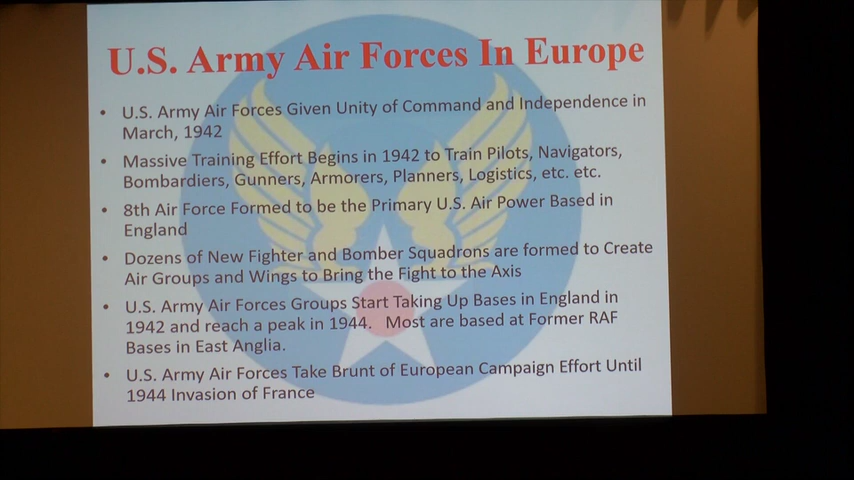 U.S. Army Air Forces In Europe
• U.S. Army Air Forces Given Unity of Command and Independence in
March, 1942
• Massive Training Effort Begins in 1942 to Train Pilots, Navigators,
Bombardiers, Gunners, Armorers, Planners, Logistics, etc. etc.
• 8th Air Force Formed to be the Primary U.S. Air Power Based in
England
• Dozens of New Fighter and Bomber Squadrons are formed to Create
Air Groups and Wings to Bring the Fight to the Axis
• U.S. Army Air Forces Groups Start Taking Up Bases in England in
1942 and reach a peak in 1944. Most are based at Former RAF
Bases in East Anglia.
• U.S. Army Air Forces Take Brunt of European Campaign Effort Until
1944 Invasion of France